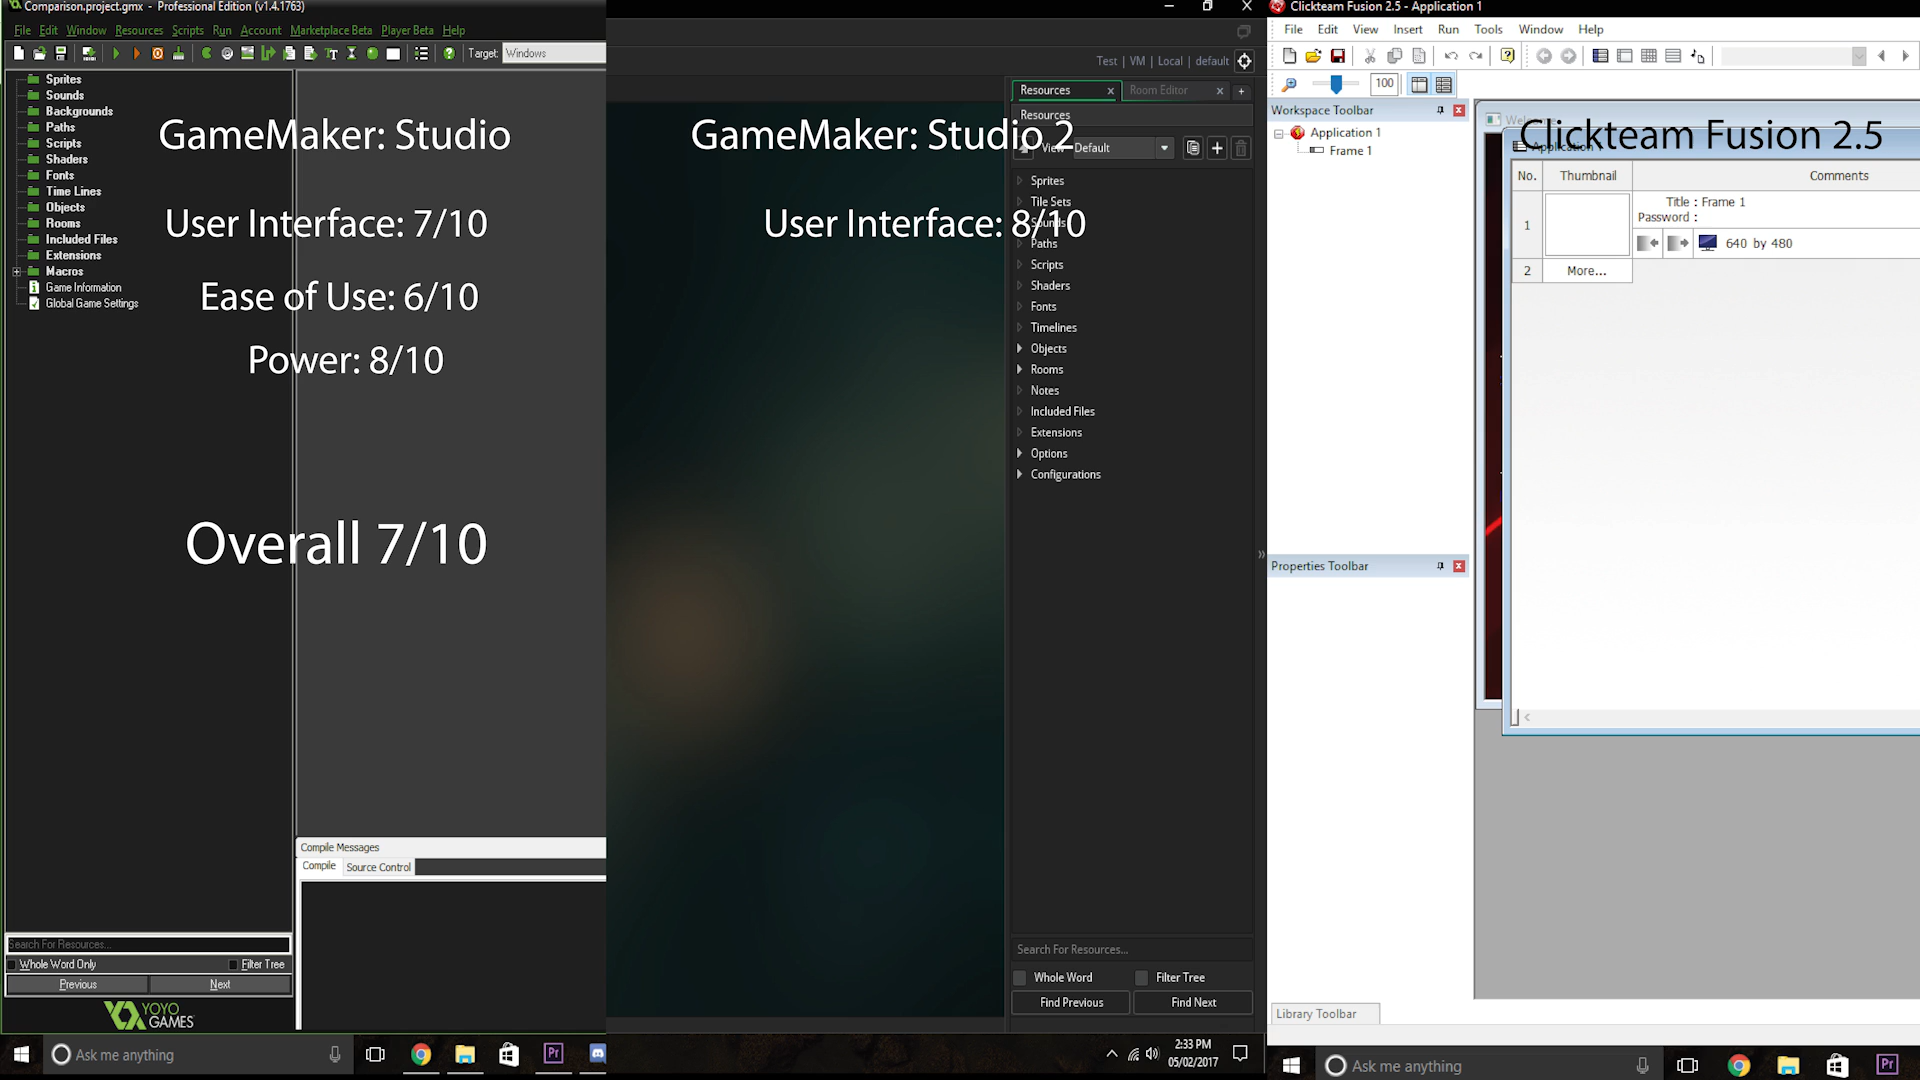 Comparison.project.gmx - Professional Edition (v1.4.1763)
File Edit Window Resources Scripts Run Account Marketplace Beta Player Beta Help
Target: Windows
Sprites
Sounds
Backgrounds
Paths
Scripts
Shaders
Fonts
Time Lines
Objects
Rooms
Included Files
Extensions
Macros
Game Information
Global Game Settings
GameMaker: Studio
User Interface: 7/10
Ease of Use: 6/10
Power: 8/10
Overall 7/10
Compile Messages
Compile Source Control
Search For Resources...
Whole Word Only Filter Tree
Previous Next
YOYO
GAMES
Ask me anything
Pr
Test | VM | Local | default
Resources Room Editor
Resources
View Default
GameMaker: Studio 2
User Interface: 8/10
Sprites
Tile Sets
Sounds
Paths
Scripts
Shaders
Fonts
Timelines
Objects
Rooms
Notes
Included Files
Extensions
Options
Configurations
Search For Resources...
Whole Word Filter Tree
Find Previous Find Next
2:33 PM
05/02/2017
Clickteam Fusion 2.5 - Application 1
File Edit View Insert Run Tools Window Help
100
Workspace Toolbar
Application 1
Frame 1
Clickteam Fusion 2.5
No. Thumbnail Comments
1
Title : Frame 1
Password :
640 by 480
2 More...
Properties Toolbar
Library Toolbar
Ask me anything
Pr